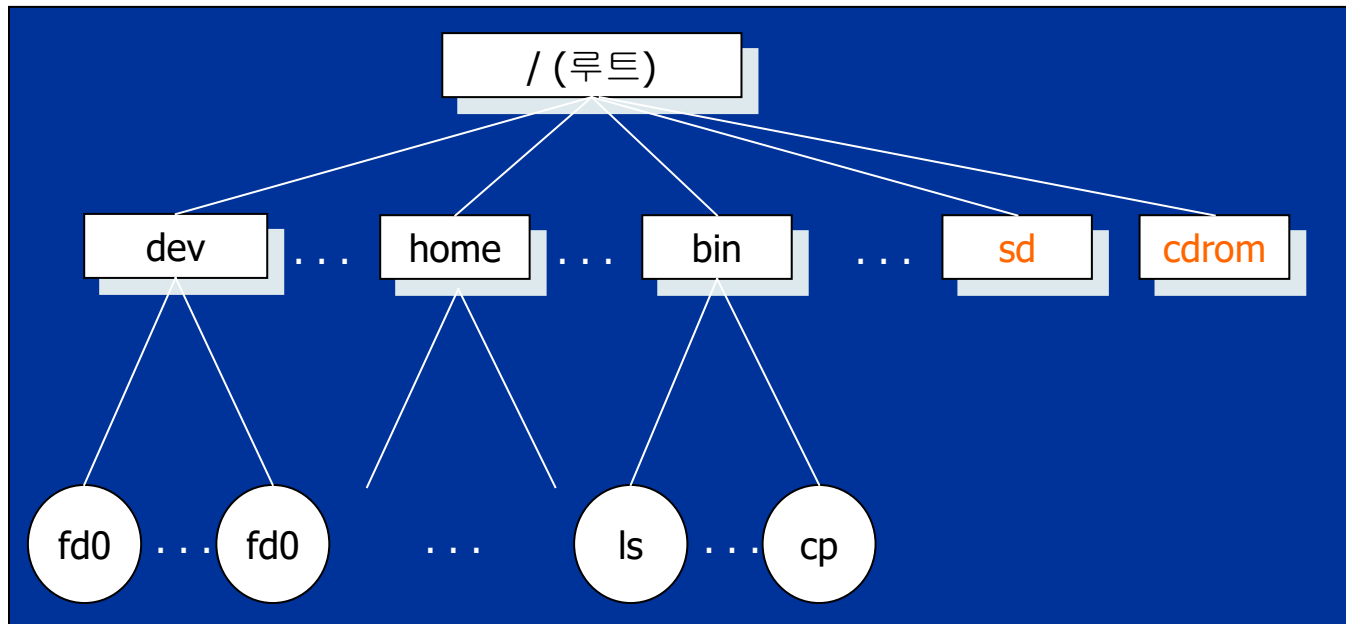 / (루트)
dev . . . home . . . bin . . . sd cdrom
fd0 . . . fd0 . . . ls . . . cp